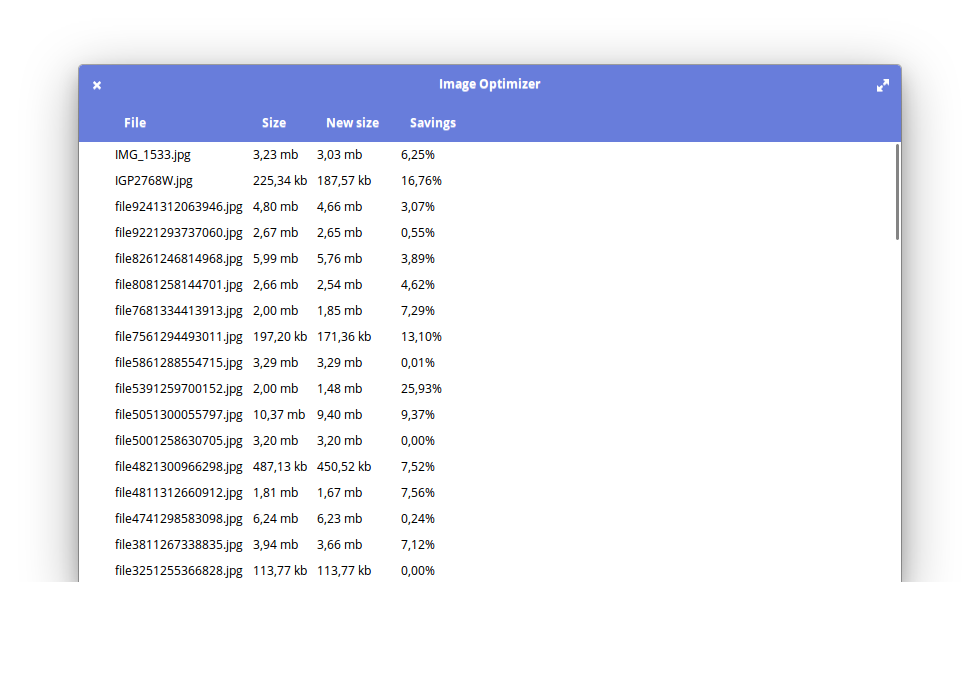 Image Optimizer
File Size New size Savings
IMG_1533.jpg 3,23 mb 3,03 mb 6,25%
IGP2768W.jpg 225,34 kb 187,57 kb 16,76%
file9241312063946.jpg 4,80 mb 4,66 mb 3,07%
file9221293737060.jpg 2,67 mb 2,65 mb 0,55%
file8261246814968.jpg 5,99 mb 5,76 mb 3,89%
file8081258144701.jpg 2,66 mb 2,54 mb 4,62%
file7681334413913.jpg 2,00 mb 1,85 mb 7,29%
file7561294493011.jpg 197,20 kb 171,36 kb 13,10%
file5861288554715.jpg 3,29 mb 3,29 mb 0,01%
file5391259700152.jpg 2,00 mb 1,48 mb 25,93%
file5051300055797.jpg 10,37 mb 9,40 mb 9,37%
file5001258630705.jpg 3,20 mb 3,20 mb 0,00%
file4821300966298.jpg 487,13 kb 450,52 kb 7,52%
file4811312660912.jpg 1,81 mb 1,67 mb 7,56%
file4741298583098.jpg 6,24 mb 6,23 mb 0,24%
file3811267338835.jpg 3,94 mb 3,66 mb 7,12%
file3251255366828.jpg 113,77 kb 113,77 kb 0,00%